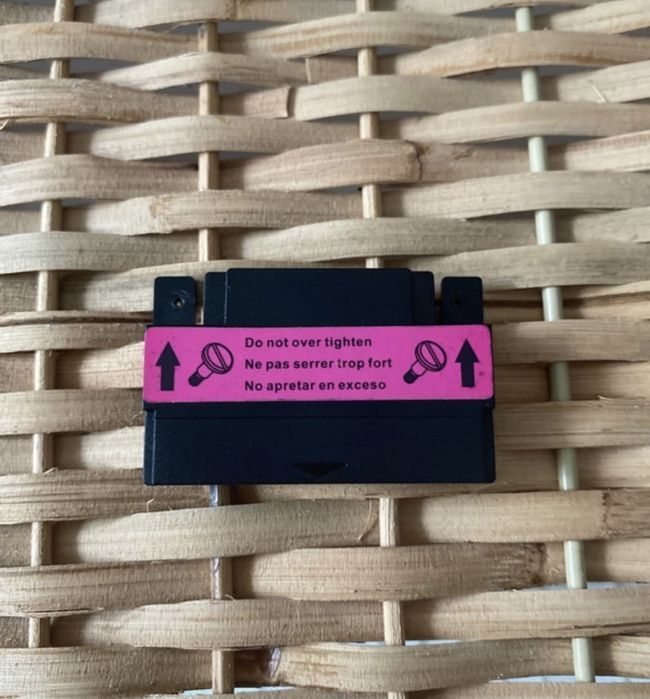 Do not over tighten
Ne pas serrer trop fort
No apretar en exceso